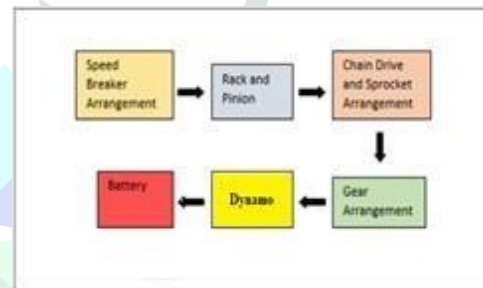 Speed
Breaker
Arrangement
Rack and
Pinion
Chain Drive
and Sprocket
Arrangement
Gear
Arrangement
Dynamo
Battery